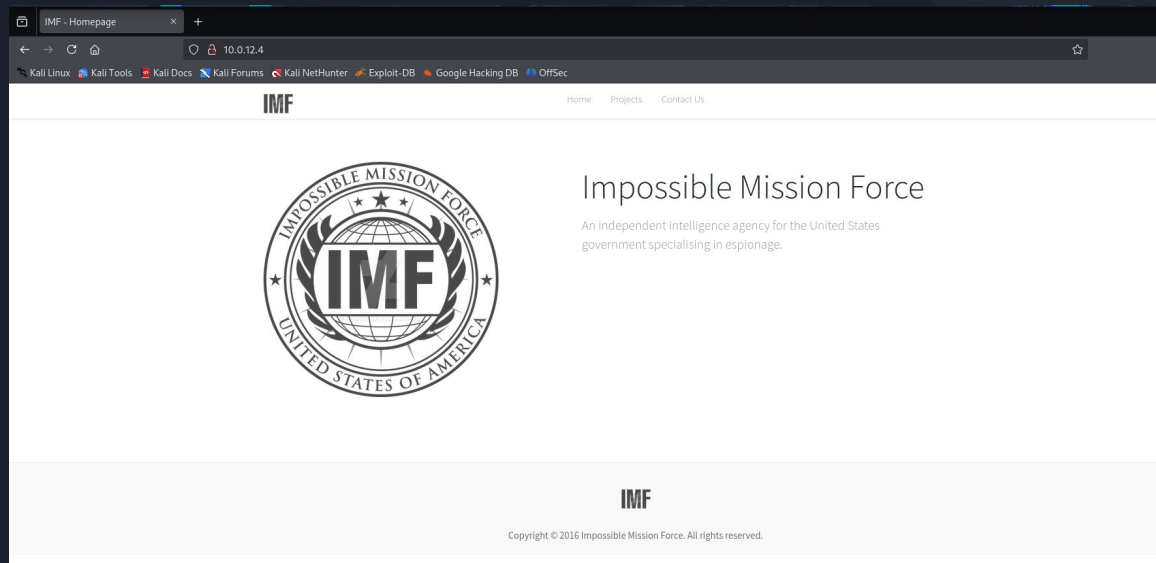 IMF - Homepage
10.0.12.4
Kali Linux Kali Tools Kali Docs Kali Forums Kali NetHunter Exploit-DB Google Hacking DB OffSec
IMF Home Projects Contact Us
IMPOSSIBLE MISSION FORCE
IMF
UNITED STATES OF AMERICA
Impossible Mission Force
An independent intelligence agency for the United States
government specialising in espionage.
IMF
Copyright © 2016 Impossible Mission Force. All rights reserved.